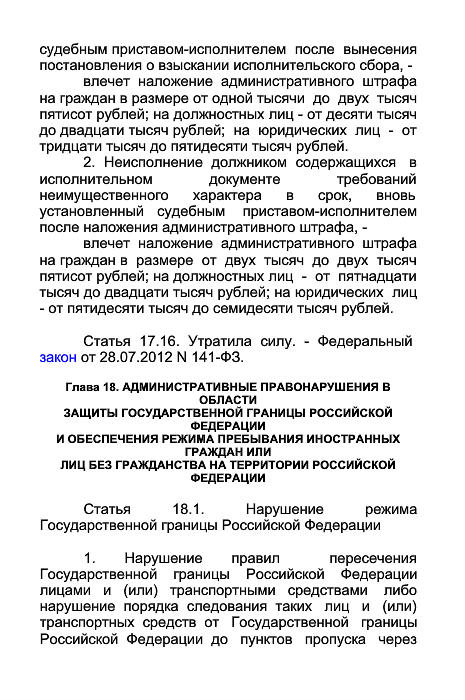 судебным приставом-исполнителем после вынесения
постановления о взыскании исполнительского сбора, -
влечет наложение административного штрафа
на граждан в размере от одной тысячи до двух тысяч
пятисот рублей; на должностных лиц - от десяти тысяч
до двадцати тысяч рублей; на юридических лиц - от
тридцати тысяч до пятидесяти тысяч рублей.
2. Неисполнение должником содержащихся в
исполнительном документе требований
неимущественного характера в срок, вновь
установленный судебным приставом-исполнителем
после наложения административного штрафа, -
влечет наложение административного штрафа
на граждан в размере от двух тысяч до двух тысяч
пятисот рублей; на должностных лиц - от пятнадцати
тысяч до двадцати тысяч рублей; на юридических лиц
- от пятидесяти тысяч до семидесяти тысяч рублей.
Статья 17.16. Утратила силу. - Федеральный
закон от 28.07.2012 N 141-ФЗ.
Глава 18. АДМИНИСТРАТИВНЫЕ ПРАВОНАРУШЕНИЯ В
ОБЛАСТИ
ЗАЩИТЫ ГОСУДАРСТВЕННОЙ ГРАНИЦЫ РОССИЙСКОЙ
ФЕДЕРАЦИИ
И ОБЕСПЕЧЕНИЯ РЕЖИМА ПРЕБЫВАНИЯ ИНОСТРАННЫХ
ГРАЖДАН ИЛИ
ЛИЦ БЕЗ ГРАЖДАНСТВА НА ТЕРРИТОРИИ РОССИЙСКОЙ
ФЕДЕРАЦИИ
Статья 18.1. Нарушение режима
Государственной границы Российской Федерации
1. Нарушение правил пересечения
Государственной границы Российской Федерации
лицами и (или) транспортными средствами либо
нарушение порядка следования таких лиц и (или)
транспортных средств от Государственной границы
Российской Федерации до пунктов пропуска через